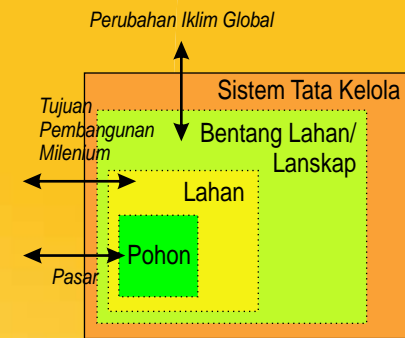 Perubahan Iklim Global
Sistem Tata Kelola
Tujuan
Pembangunan
Milenium
Bentang Lahan/
Lanskap
Lahan
Pohon
Pasar